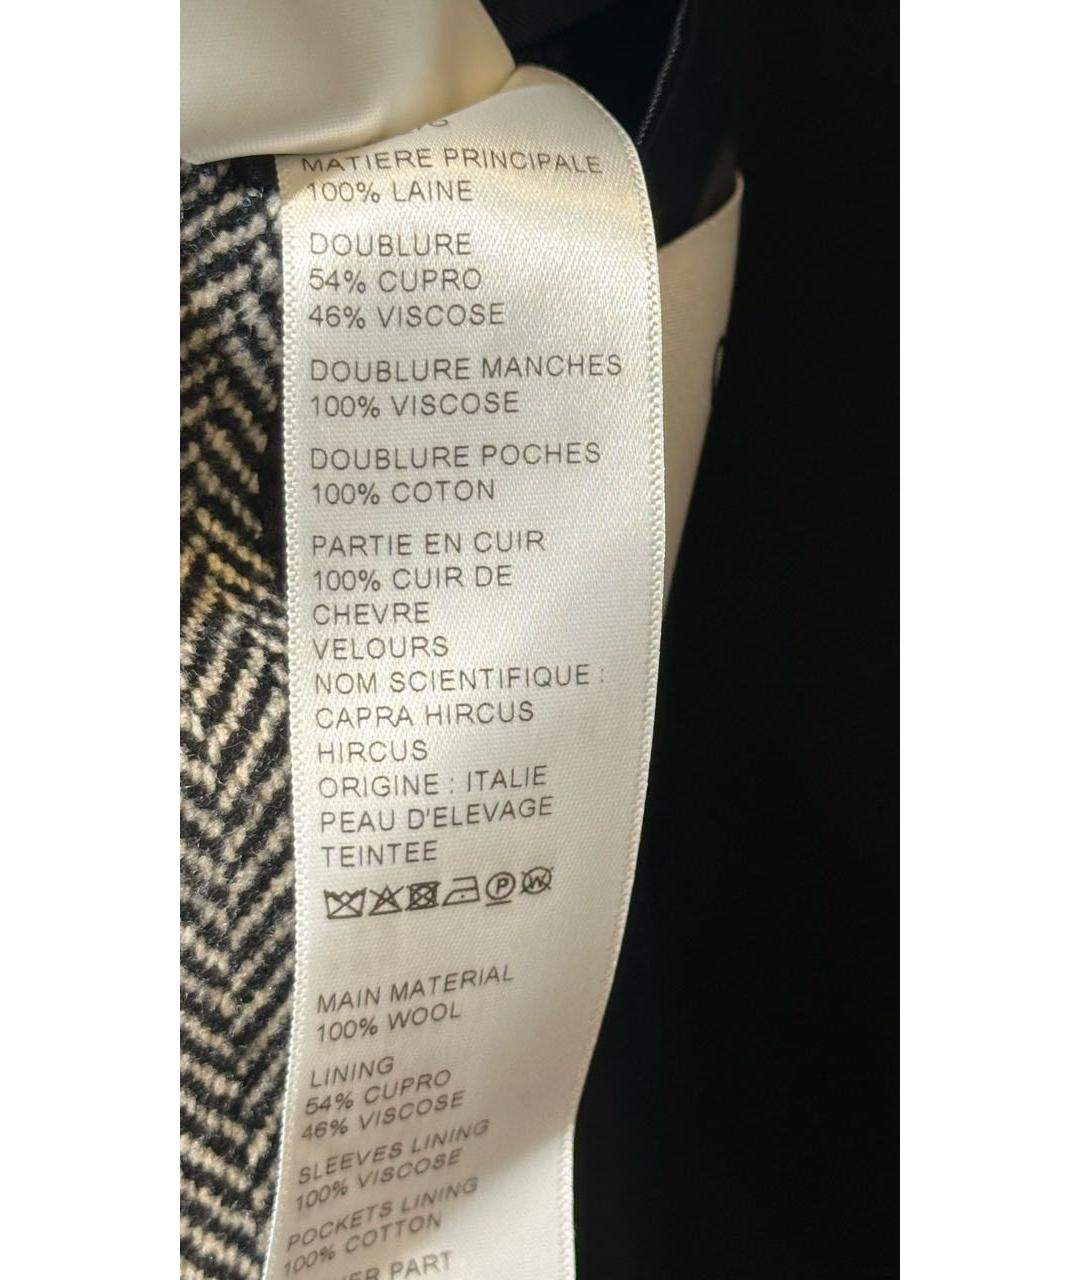 MATIERE PRINCIPALE
100% LAINE
DOUBLURE
54% CUPRO
46% VISCOSE
DOUBLURE MANCHES
100% VISCOSE
DOUBLURE POCHES
100% COTON
PARTIE EN CUIR
100% CUIR DE
CHEVRE
VELOURS
NOM SCIENTIFIQUE :
CAPRA HIRCUS
HIRCUS
ORIGINE : ITALIE
PEAU D'ELEVAGE
TEINTEE
P W
MAIN MATERIAL
100% WOOL
LINING
54% CUPRO
46% VISCOSE
SLEEVES LINING
100% VISCOSE
POCKETS LINING
100% COTTON
PART